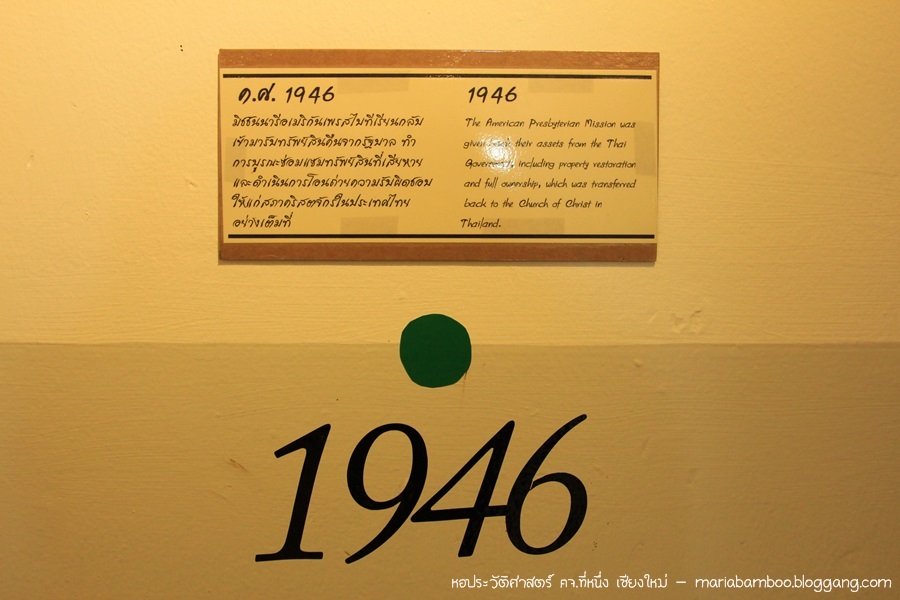 ค.ศ. 1946
มิชชันนารีอเมริกันเพรสไบทีเรียนกลับ
เข้ามารับทรัพย์สินคืนจากรัฐบาล ทำ
การบูรณะซ่อมแซมทรัพย์สินที่เสียหาย
และดำเนินการโอนถ่ายความรับผิดชอบ
ให้แก่สภาคริสตจักรในประเทศไทย
อย่างเต็มที่
1946
The American Presbyterian Mission was
given back their assets from the Thai
Government, including property restoration
and full ownership, which was transferred
back to the Church of Christ in
Thailand.
1946
หอประวัติศาสตร์ คจ.ที่หนึ่ง เชียงใหม่ – mariabamboo.bloggang.com